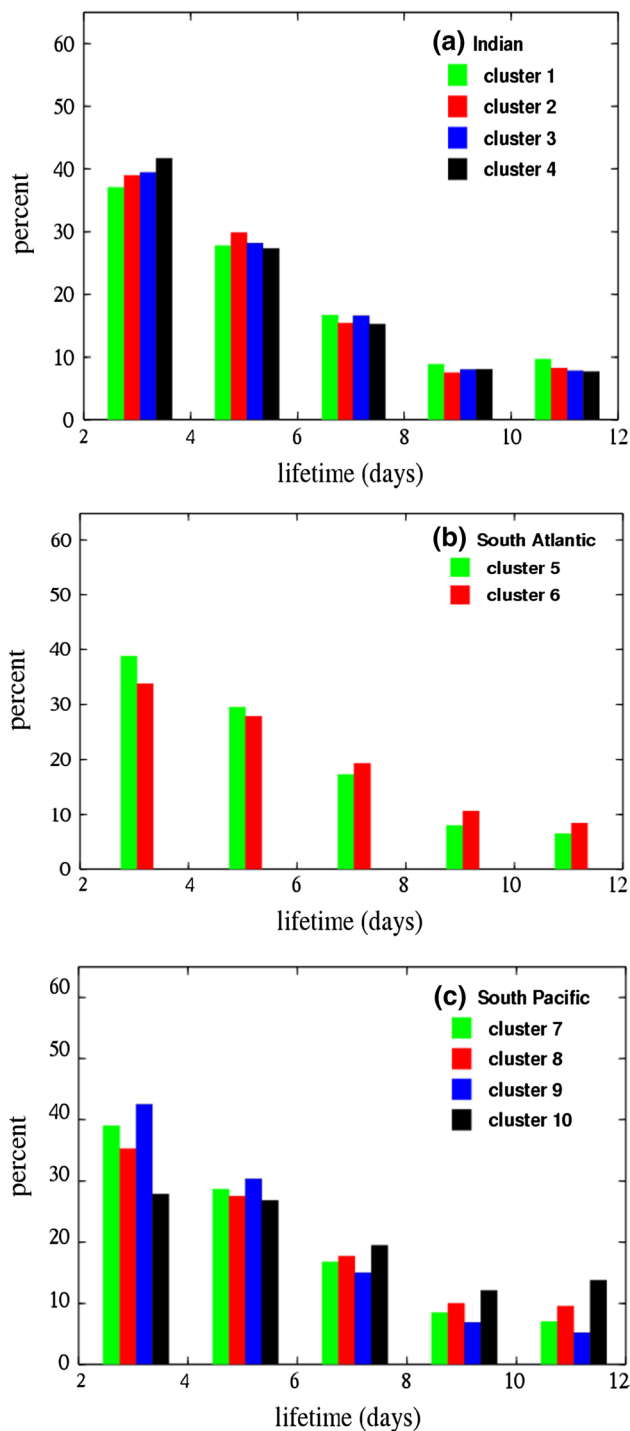 (a) Indian
cluster 1
cluster 2
cluster 3
cluster 4
percent
60
50
40
30
20
10
0
2 4 6 8 10 12
lifetime (days)
(b) South Atlantic
cluster 5
cluster 6
percent
60
50
40
30
20
10
0
2 4 6 8 10 12
lifetime (days)
(c) South Pacific
cluster 7
cluster 8
cluster 9
cluster 10
percent
60
50
40
30
20
10
0
2 4 6 8 10 12
lifetime (days)